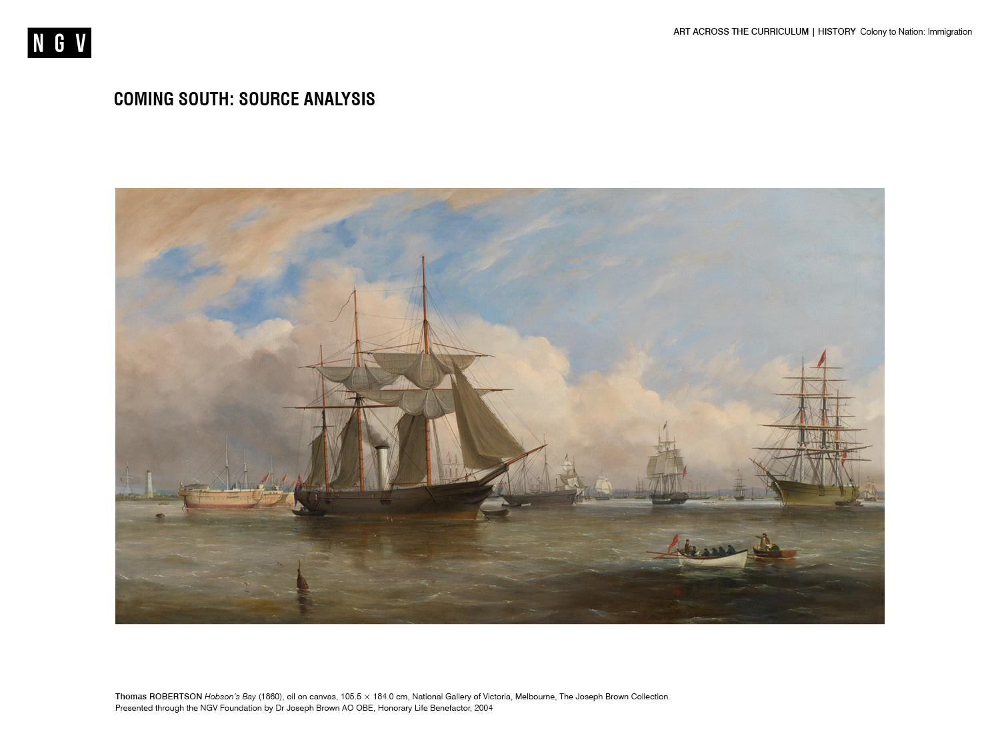 NGV
ART ACROSS THE CURRICULUM | HISTORY Colony to Nation: Immigration
COMING SOUTH: SOURCE ANALYSIS
Thomas ROBERTSON Hobson's Bay (1860), oil on canvas, 105.5 × 184.0 cm, National Gallery of Victoria, Melbourne, The Joseph Brown Collection.
Presented through the NGV Foundation by Dr Joseph Brown AO OBE, Honorary Life Benefactor, 2004